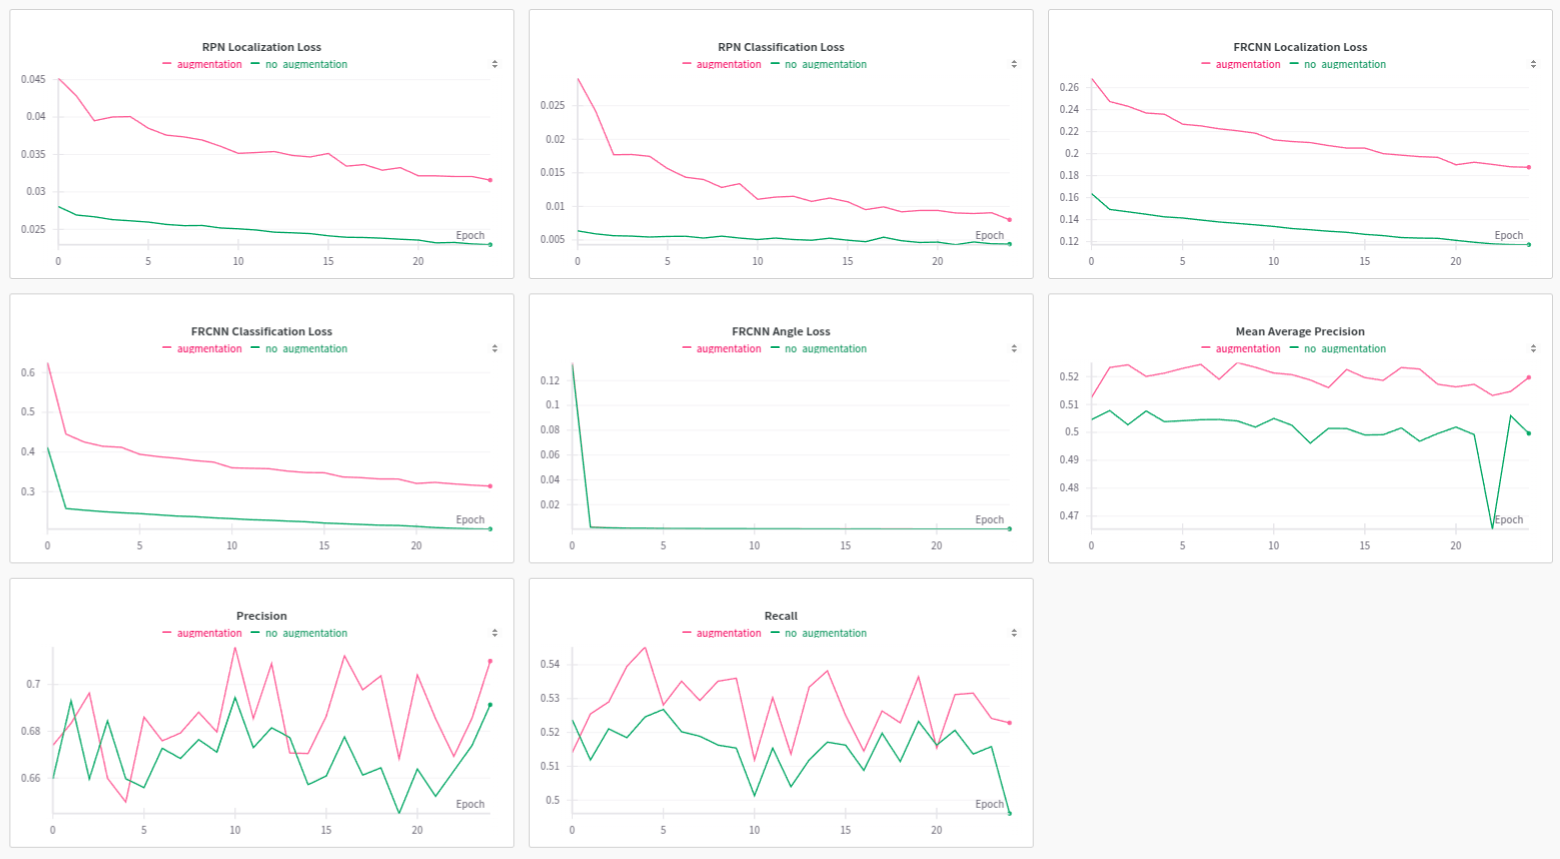 RPN Localization Loss
augmentation no augmentation
0.045
0.04
0.035
0.03
0.025
Epoch
0 5 10 15 20
RPN Classification Loss
augmentation no augmentation
0.025
0.02
0.015
0.01
0.005
Epoch
0 5 10 15 20
FRCNN Localization Loss
augmentation no augmentation
0.26
0.24
0.22
0.2
0.18
0.16
0.14
0.12
Epoch
0 5 10 15 20
FRCNN Classification Loss
augmentation no augmentation
0.6
0.5
0.4
0.3
Epoch
0 5 10 15 20
FRCNN Angle Loss
augmentation no augmentation
0.12
0.1
0.08
0.06
0.04
0.02
Epoch
0 5 10 15 20
Mean Average Precision
augmentation no augmentation
0.52
0.51
0.5
0.49
0.48
0.47
Epoch
0 5 10 15 20
Precision
augmentation no augmentation
0.7
0.68
0.66
Epoch
0 5 10 15 20
Recall
augmentation no augmentation
0.54
0.53
0.52
0.51
0.5
Epoch
0 5 10 15 20